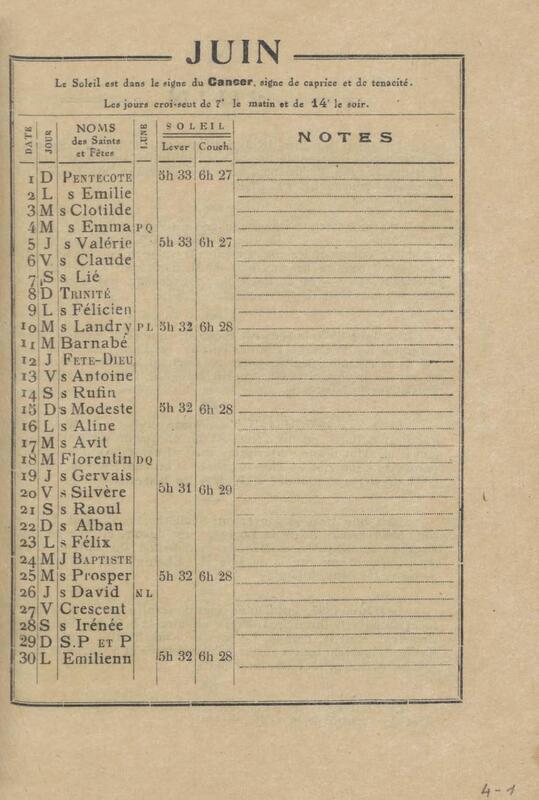 JUIN
Le Soleil est dans le signe du Cancer, signe de caprice et de tenacité.
Les jours croi-seut de 7' le matin et de 14' le soir.
DATE JOUR NOMS des Saints et Fêtes LUNE SOLEIL Lever Couch. NOTES
1 D PENTECOTE 5h 33 6h 27
2 L s Emilie
3 M s Clotilde
4 M s Emma PQ
5 J s Valérie 5h 33 6h 27
6 V s Claude
7 S s Lié
8 D TRINITÉ
9 L s Félicien
10 M s Landry PL 5h 32 6h 28
11 M Barnabé
12 J FETE-DIEU
13 V s Antoine
14 S s Rufin
15 D s Modeste 5h 32 6h 28
16 L s Aline
17 M s Avit
18 M Florentin DQ
19 J s Gervais
20 V s Silvère 5h 31 6h 29
21 S s Raoul
22 D s Alban
23 L s Félix
24 M J BAPTISTE
25 M s Prosper 5h 32 6h 28
26 J s David NL
27 V Crescent
28 S s Irénée
29 D S.P ET P
30 L Emilienn 5h 32 6h 28
4-1